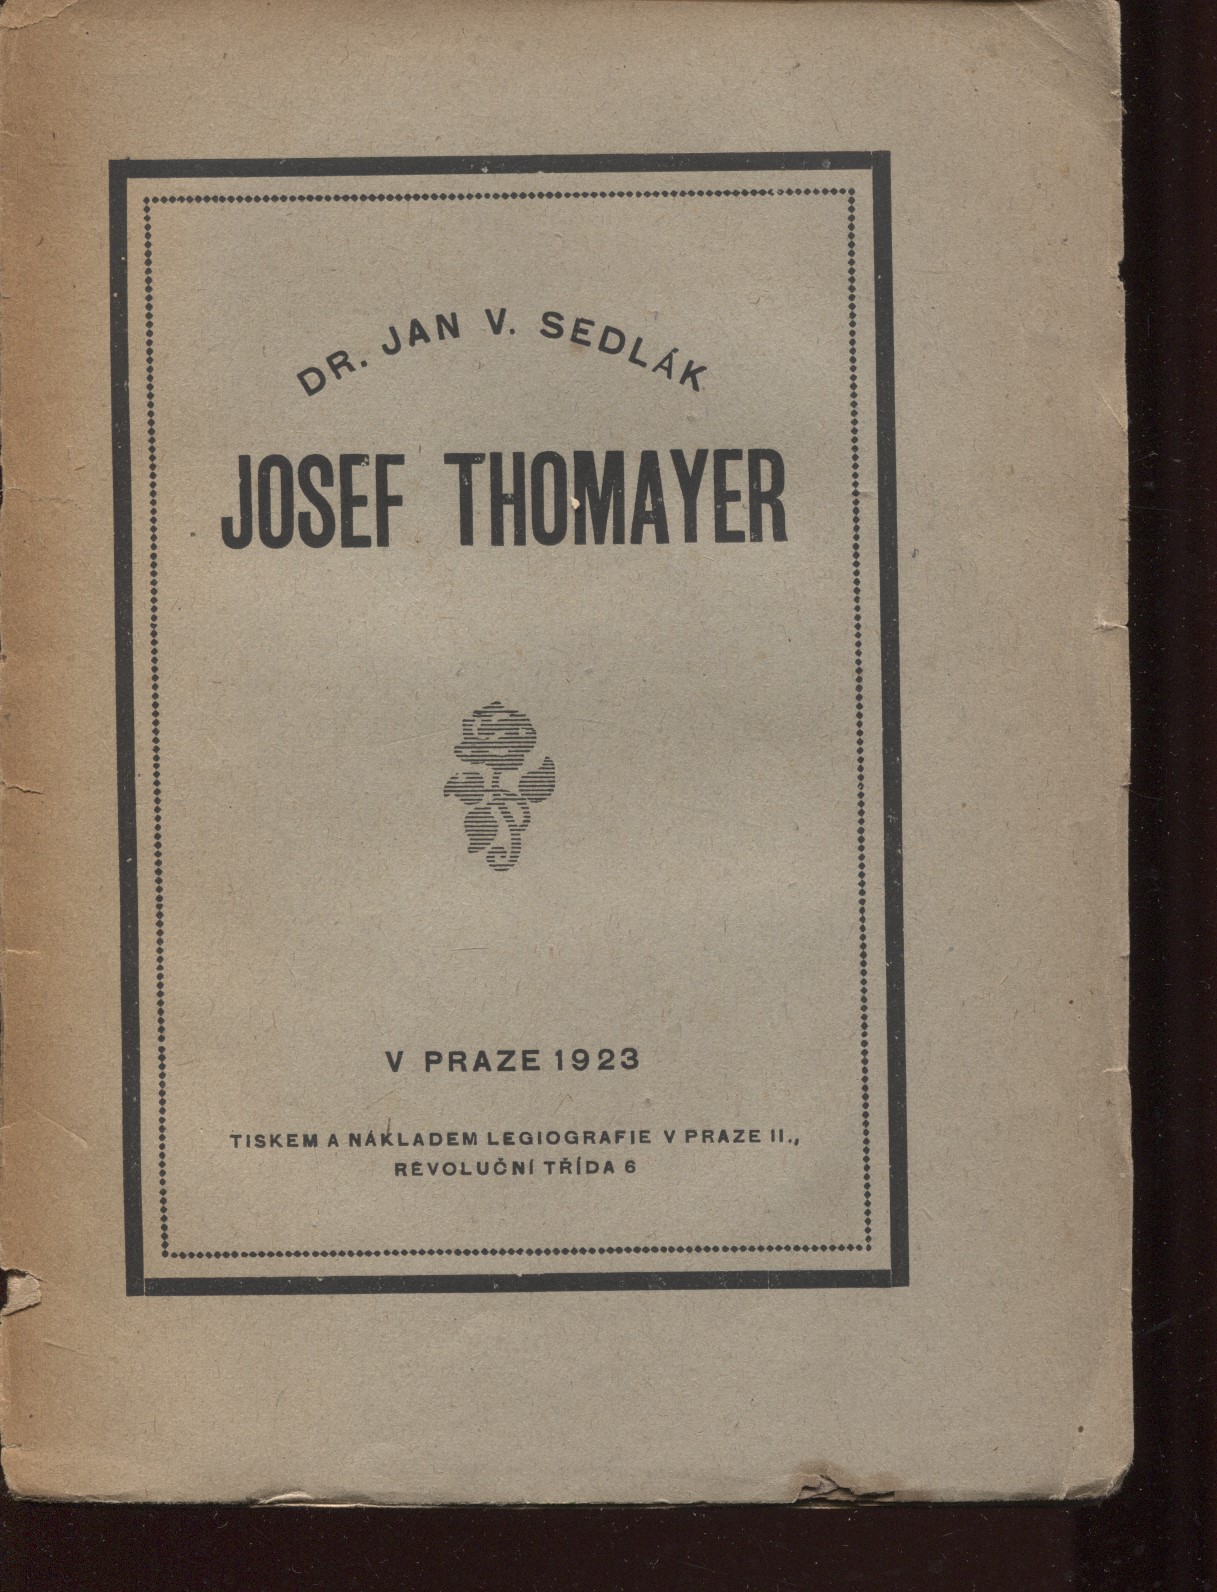 DR. JAN V. SEDLÁK
JOSEF THOMAYER
V PRAZE 1923
TISKEM A NÁKLADEM LEGIOGRAFIE V PRAZE II.,
REVOLUČNÍ TŘÍDA 6